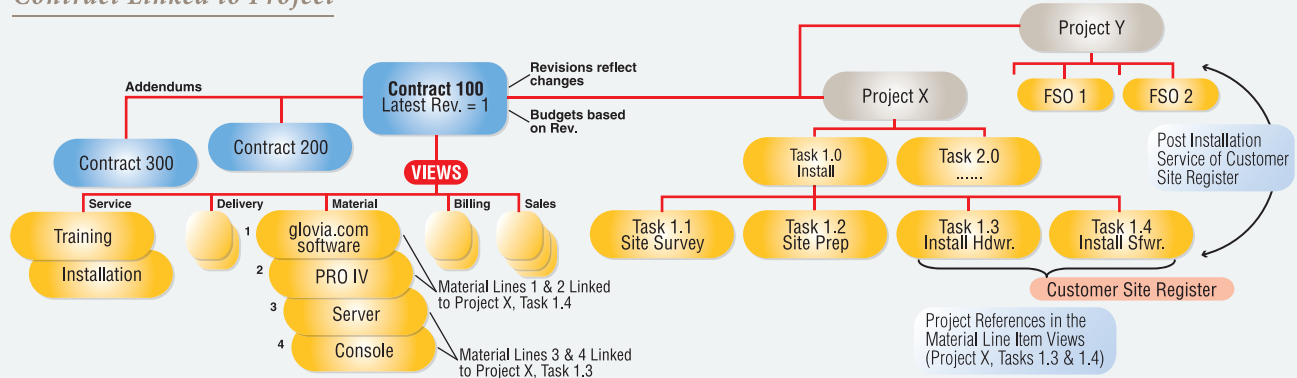 Contract Linked to Project
Addendums
Contract 300
Contract 200
Contract 100
Latest Rev. = 1
Revisions reflect
changes
Budgets based
on Rev.
VIEWS
Service
Training
Installation
Delivery
Material
1
glovia.com
software
2
PRO IV
3
Server
4
Console
Billing
Sales
Material Lines 1 & 2 Linked
to Project X, Task 1.4
Material Lines 3 & 4 Linked
to Project X, Task 1.3
Project Y
FSO 1
FSO 2
Project X
Task 1.0
Install
Task 2.0
......
Task 1.1
Site Survey
Task 1.2
Site Prep
Task 1.3
Install Hdwr.
Task 1.4
Install Sfwr.
Post Installation
Service of Customer
Site Register
Customer Site Register
Project References in the
Material Line Item Views
(Project X, Tasks 1.3 & 1.4)